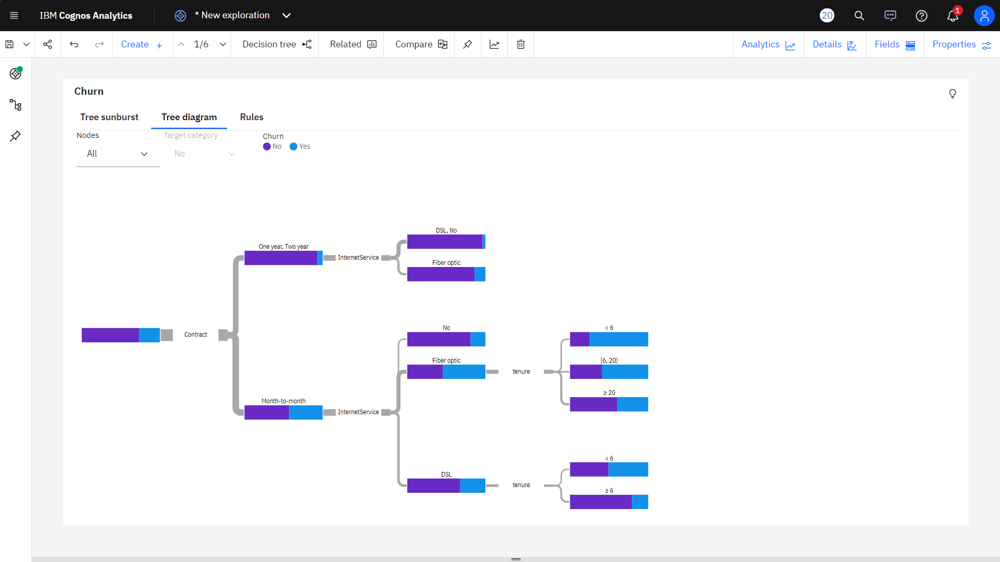 IBM Cognos Analytics
* New exploration
20
1
Create
1/6
Decision tree
Related
Compare
Analytics
Details
Fields
Properties
Churn
Tree sunburst
Tree diagram
Rules
Nodes
Target category
Churn
All
No
No
Yes
DSL, No
One year, Two year
InternetService
Fiber optic
No
< 6
Contract
Fiber optic
[6, 20)
tenure
≥ 20
Month-to-month
InternetService
< 6
DSL
tenure
≥ 6